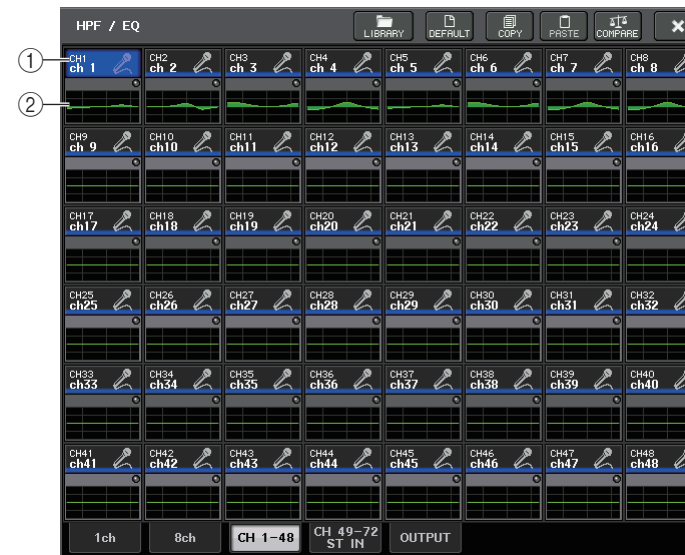 HPF / EQ
LIBRARY DEFAULT COPY PASTE COMPARE ×
① CH1 CH2 CH3 CH4 CH5 CH6 CH7 CH8
ch 1 ch 2 ch 3 ch 4 ch 5 ch 6 ch 7 ch 8
②
CH9 CH10 CH11 CH12 CH13 CH14 CH15 CH16
ch 9 ch10 ch11 ch12 ch13 ch14 ch15 ch16
CH17 CH18 CH19 CH20 CH21 CH22 CH23 CH24
ch17 ch18 ch19 ch20 ch21 ch22 ch23 ch24
CH25 CH26 CH27 CH28 CH29 CH30 CH31 CH32
ch25 ch26 ch27 ch28 ch29 ch30 ch31 ch32
CH33 CH34 CH35 CH36 CH37 CH38 CH39 CH40
ch33 ch34 ch35 ch36 ch37 ch38 ch39 ch40
CH41 CH42 CH43 CH44 CH45 CH46 CH47 CH48
ch41 ch42 ch43 ch44 ch45 ch46 ch47 ch48
1ch 8ch CH 1-48 CH 49-72 OUTPUT
ST IN